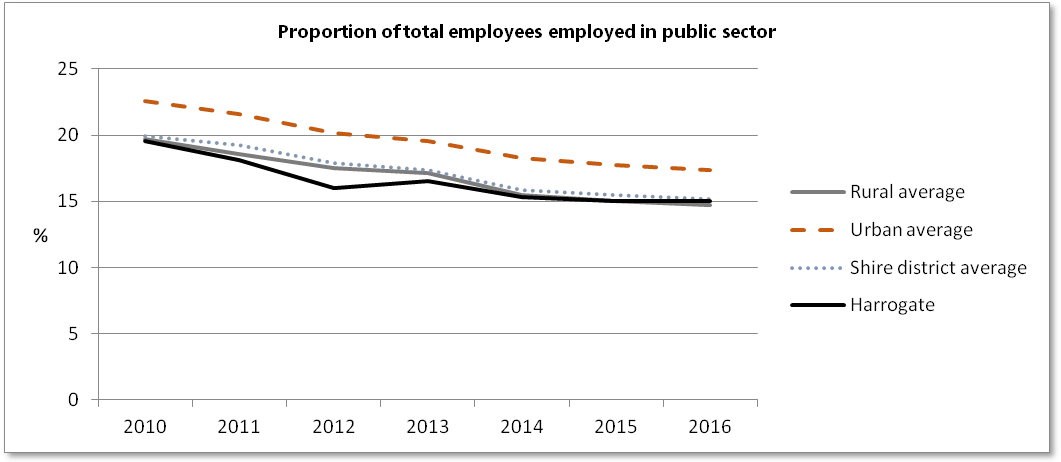 Proportion of total employees employed in public sector
25
20
15
10
5
0
%
2010 2011 2012 2013 2014 2015 2016
Rural average
Urban average
Shire district average
Harrogate